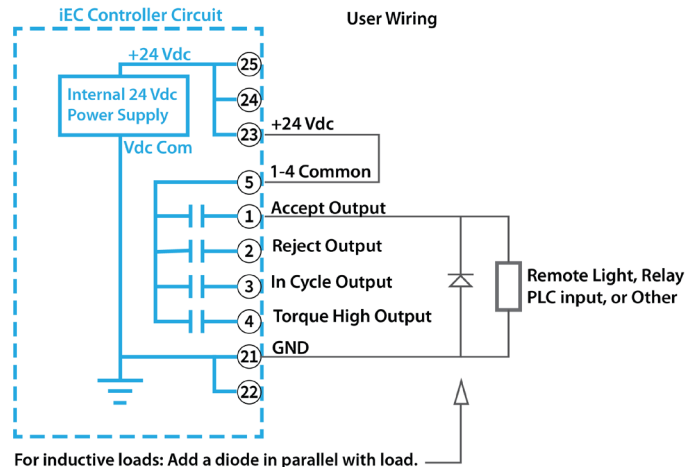 iEC Controller Circuit
User Wiring
+24 Vdc
25
Internal 24 Vdc
Power Supply
24
23
+24 Vdc
Vdc Com
5
1-4 Common
1
Accept Output
2
Reject Output
3
In Cycle Output
4
Torque High Output
Remote Light, Relay
PLC input, or Other
21
GND
22
For inductive loads: Add a diode in parallel with load.